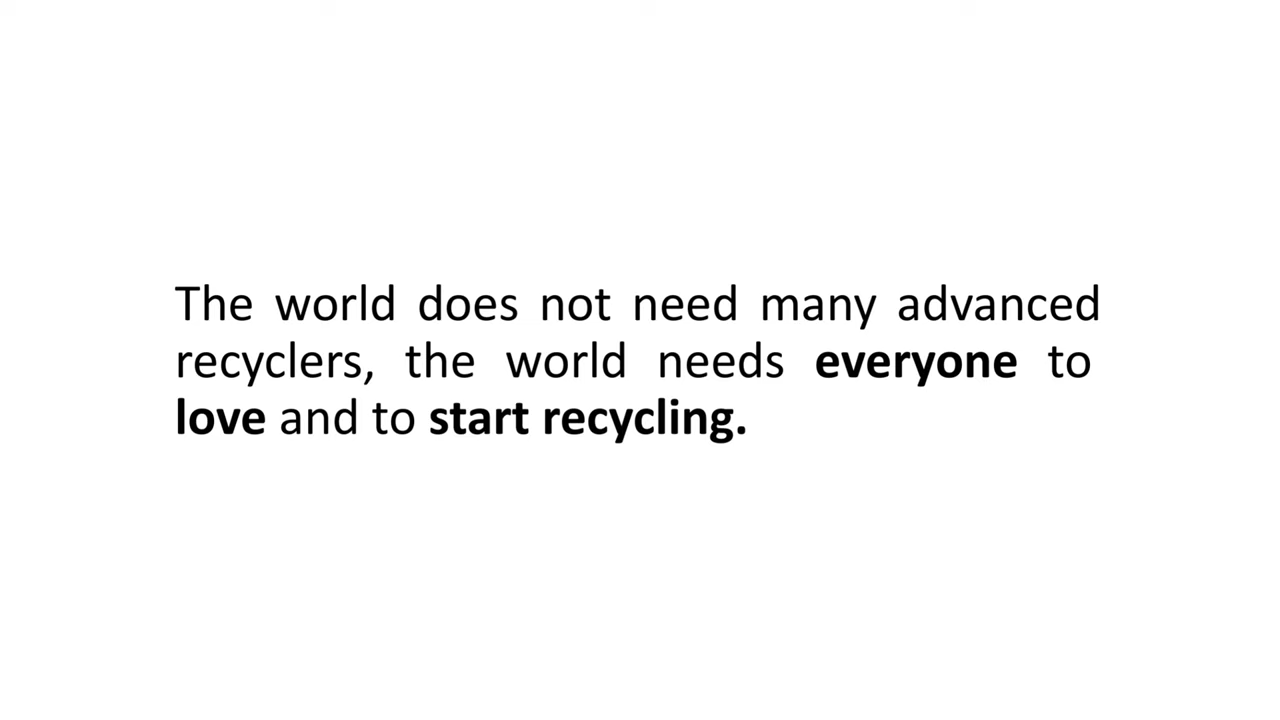 The world does not need many advanced
recyclers, the world needs everyone to
love and to start recycling.